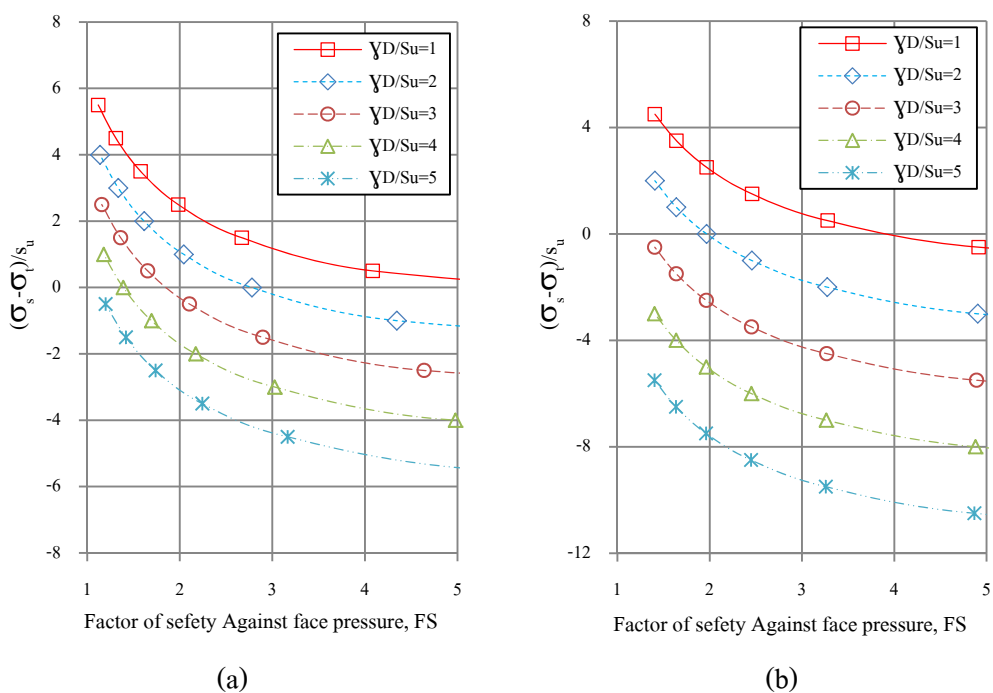 8
6
4
2
0
-2
-4
-6
-8
((σs-σt)/su
ƔD/Su=1
ƔD/Su=2
ƔD/Su=3
ƔD/Su=4
ƔD/Su=5
1 2 3 4 5
Factor of sefety Against face pressure, FS
(a)
8
4
0
-4
-8
-12
((σs-σt)/su
ƔD/Su=1
ƔD/Su=2
ƔD/Su=3
ƔD/Su=4
ƔD/Su=5
1 2 3 4 5
Factor of sefety Against face pressure, FS
(b)